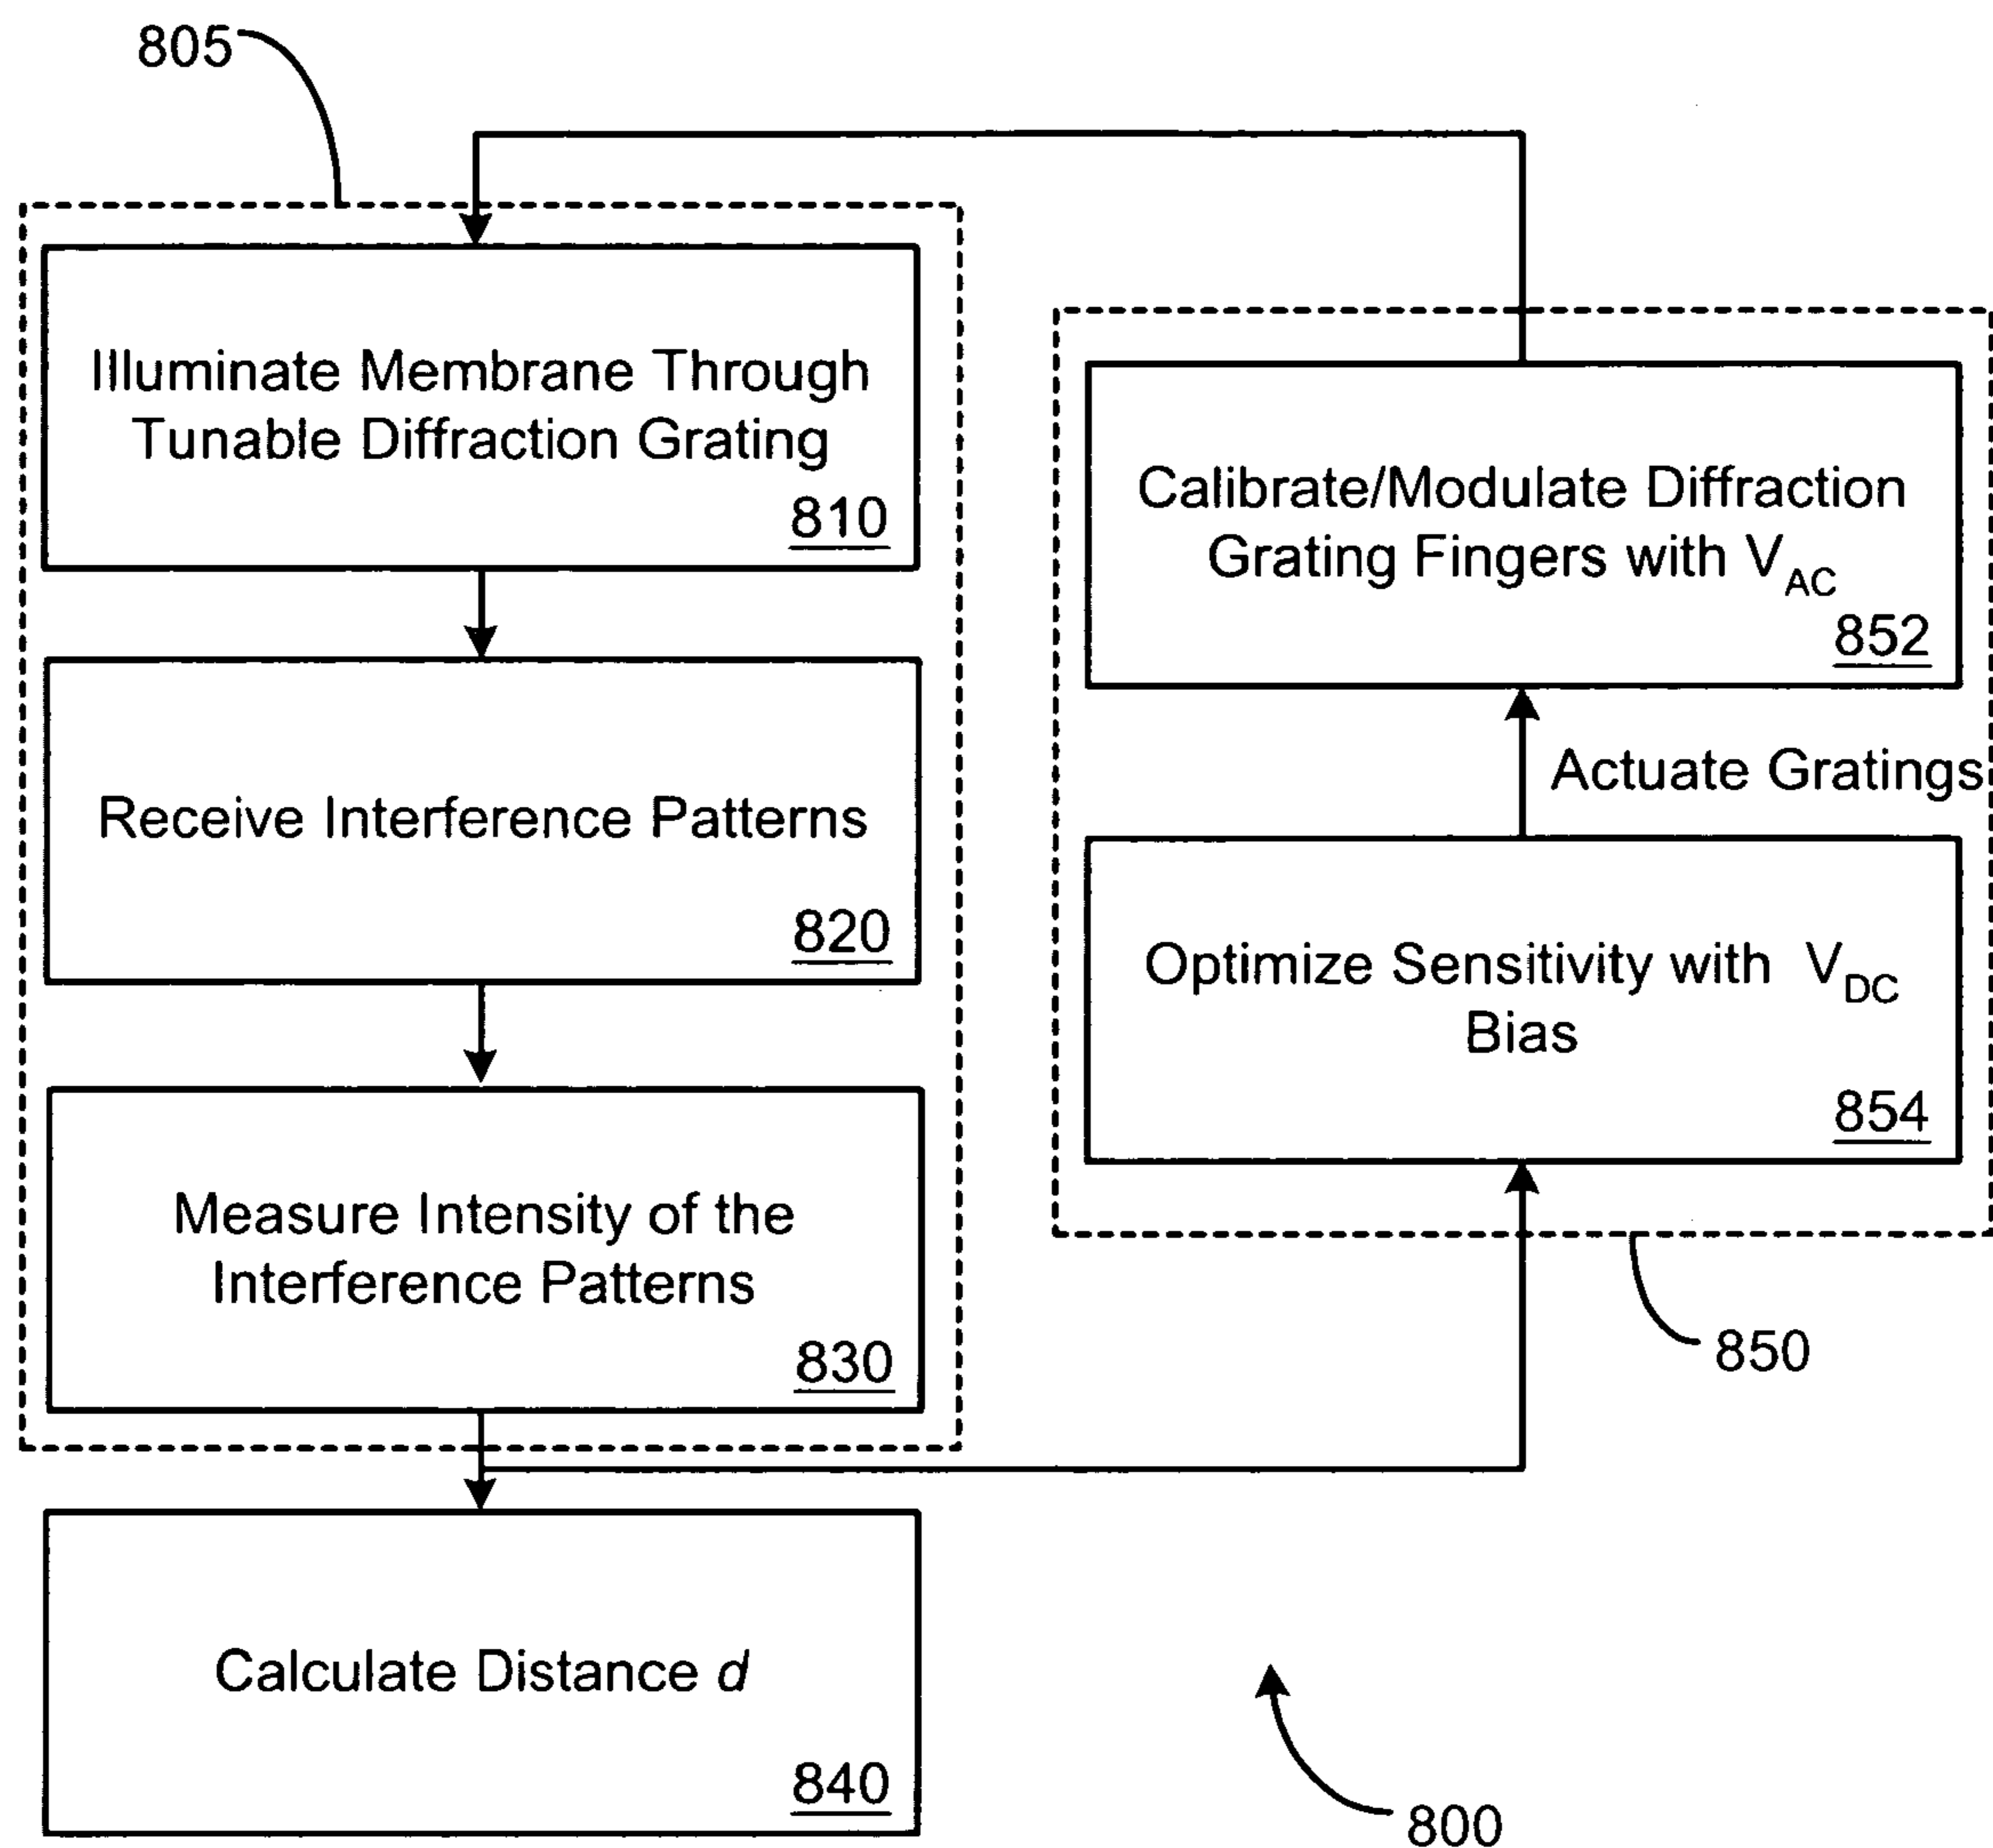 805
Illuminate Membrane Through
Tunable Diffraction Grating
810
Receive Interference Patterns
820
Measure Intensity of the
Interference Patterns
830
Calculate Distance d
840
Calibrate/Modulate Diffraction
Grating Fingers with VAC
852
Actuate Gratings
Optimize Sensitivity with VDC
Bias
854
850
800